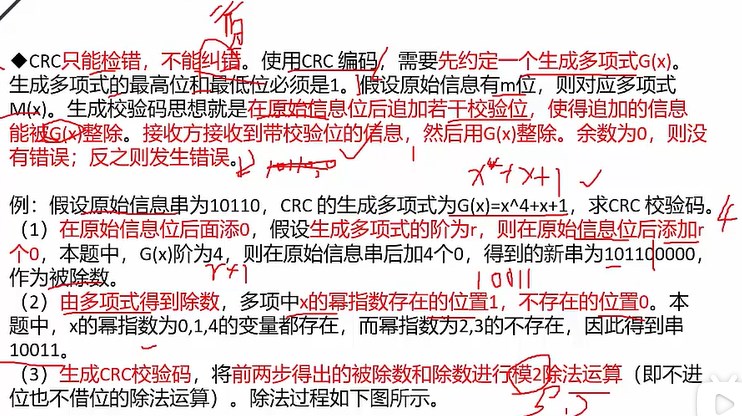 循
◆CRC只能检错，不能纠错。使用CRC 编码，需要先约定一个生成多项式G(x)。
生成多项式的最高位和最低位必须是1。假设原始信息有m位，则对应多项式
M(x)。生成校验码思想就是在原始信息位后追加若干校验位，使得追加的信息
能被G(x)整除。接收方接收到带校验位的信息，然后用G(x)整除。余数为0，则没
有错误；反之则发生错误。
x^4+x+1
例：假设原始信息串为10110，CRC 的生成多项式为G(x)=x^4+x+1，求CRC 校验码。
4
（1）在原始信息位后面添0，假设生成多项式的阶为r，则在原始信息位后添加r
个0，本题中，G(x)阶为4，则在原始信息串后加4个0，得到的新串为101100000，
作为被除数。
r+1
10011
（2）由多项式得到除数，多项中x的幂指数存在的位置1，不存在的位置0。本
题中，x的幂指数为0,1,4的变量都存在，而幂指数为2,3的不存在，因此得到串
10011。
（3）生成CRC校验码，将前两步得出的被除数和除数进行模2除法运算（即不进
位也不借位的除法运算）。除法过程如下图所示。